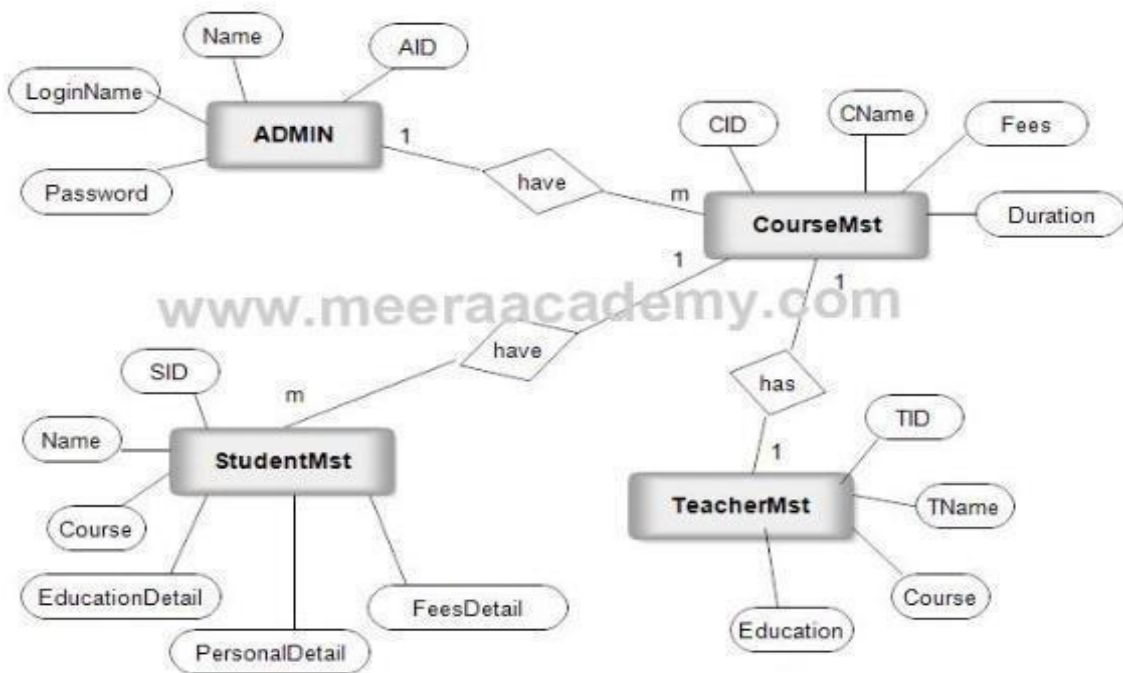 Name
AID
LoginName
ADMIN
Password
1
have
m
CID
CName
Fees
CourseMst
Duration
1
1
www.meeraacademy.com
have
m
has
1
SID
Name
StudentMst
Course
EducationDetail
PersonalDetail
FeesDetail
TID
TeacherMst
TName
Course
Education